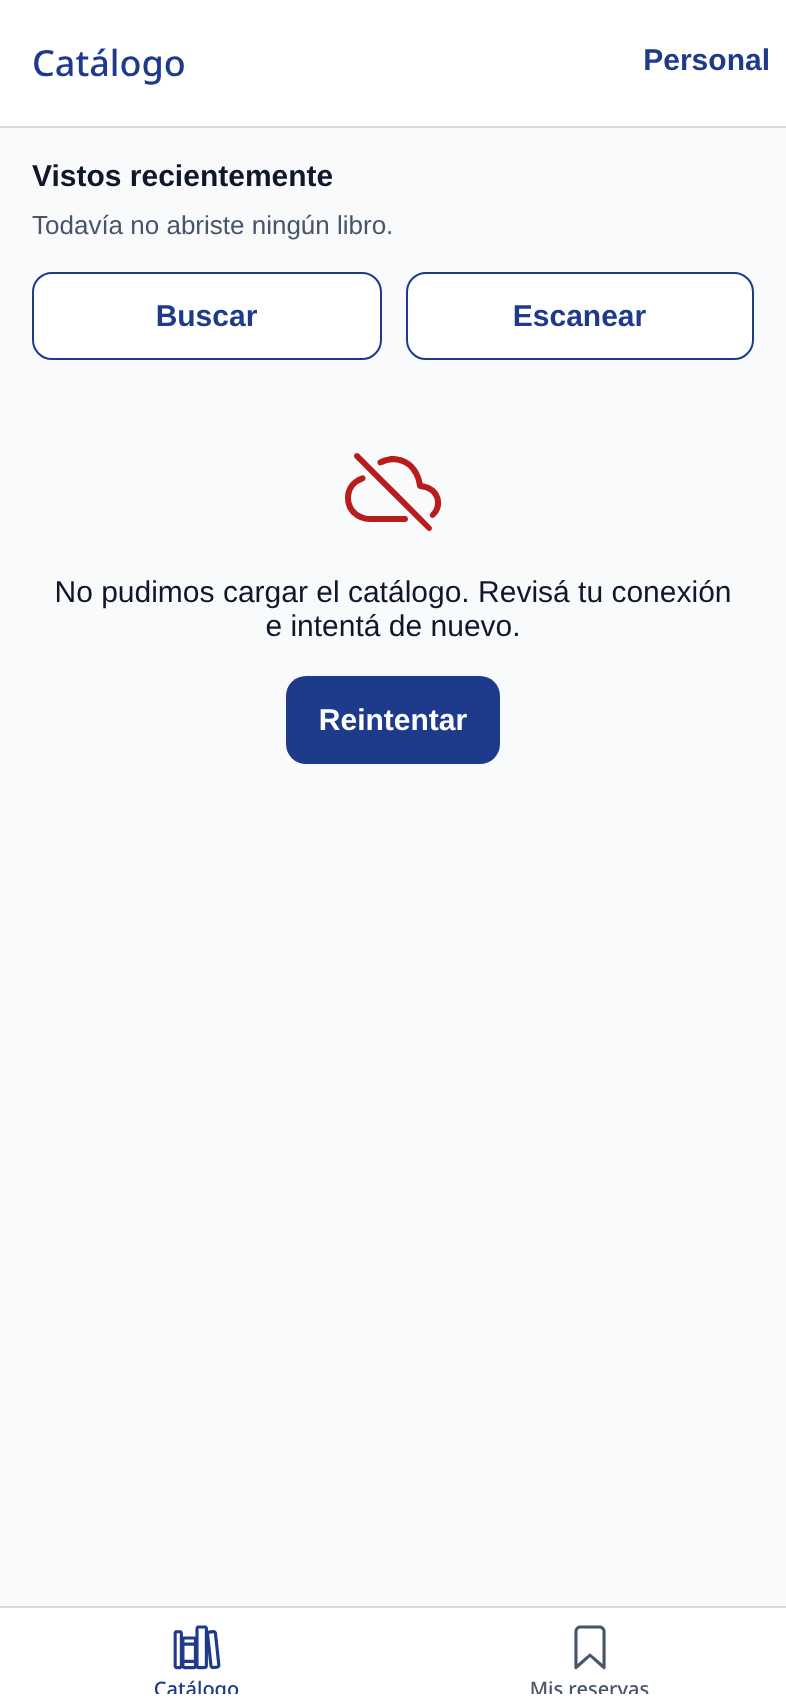 Catálogo
Personal
Vistos recientemente
Todavía no abriste ningún libro.
Buscar
Escanear
No pudimos cargar el catálogo. Revisá tu conexión
e intentá de nuevo.
Reintentar
Catálogo
Mis reservas